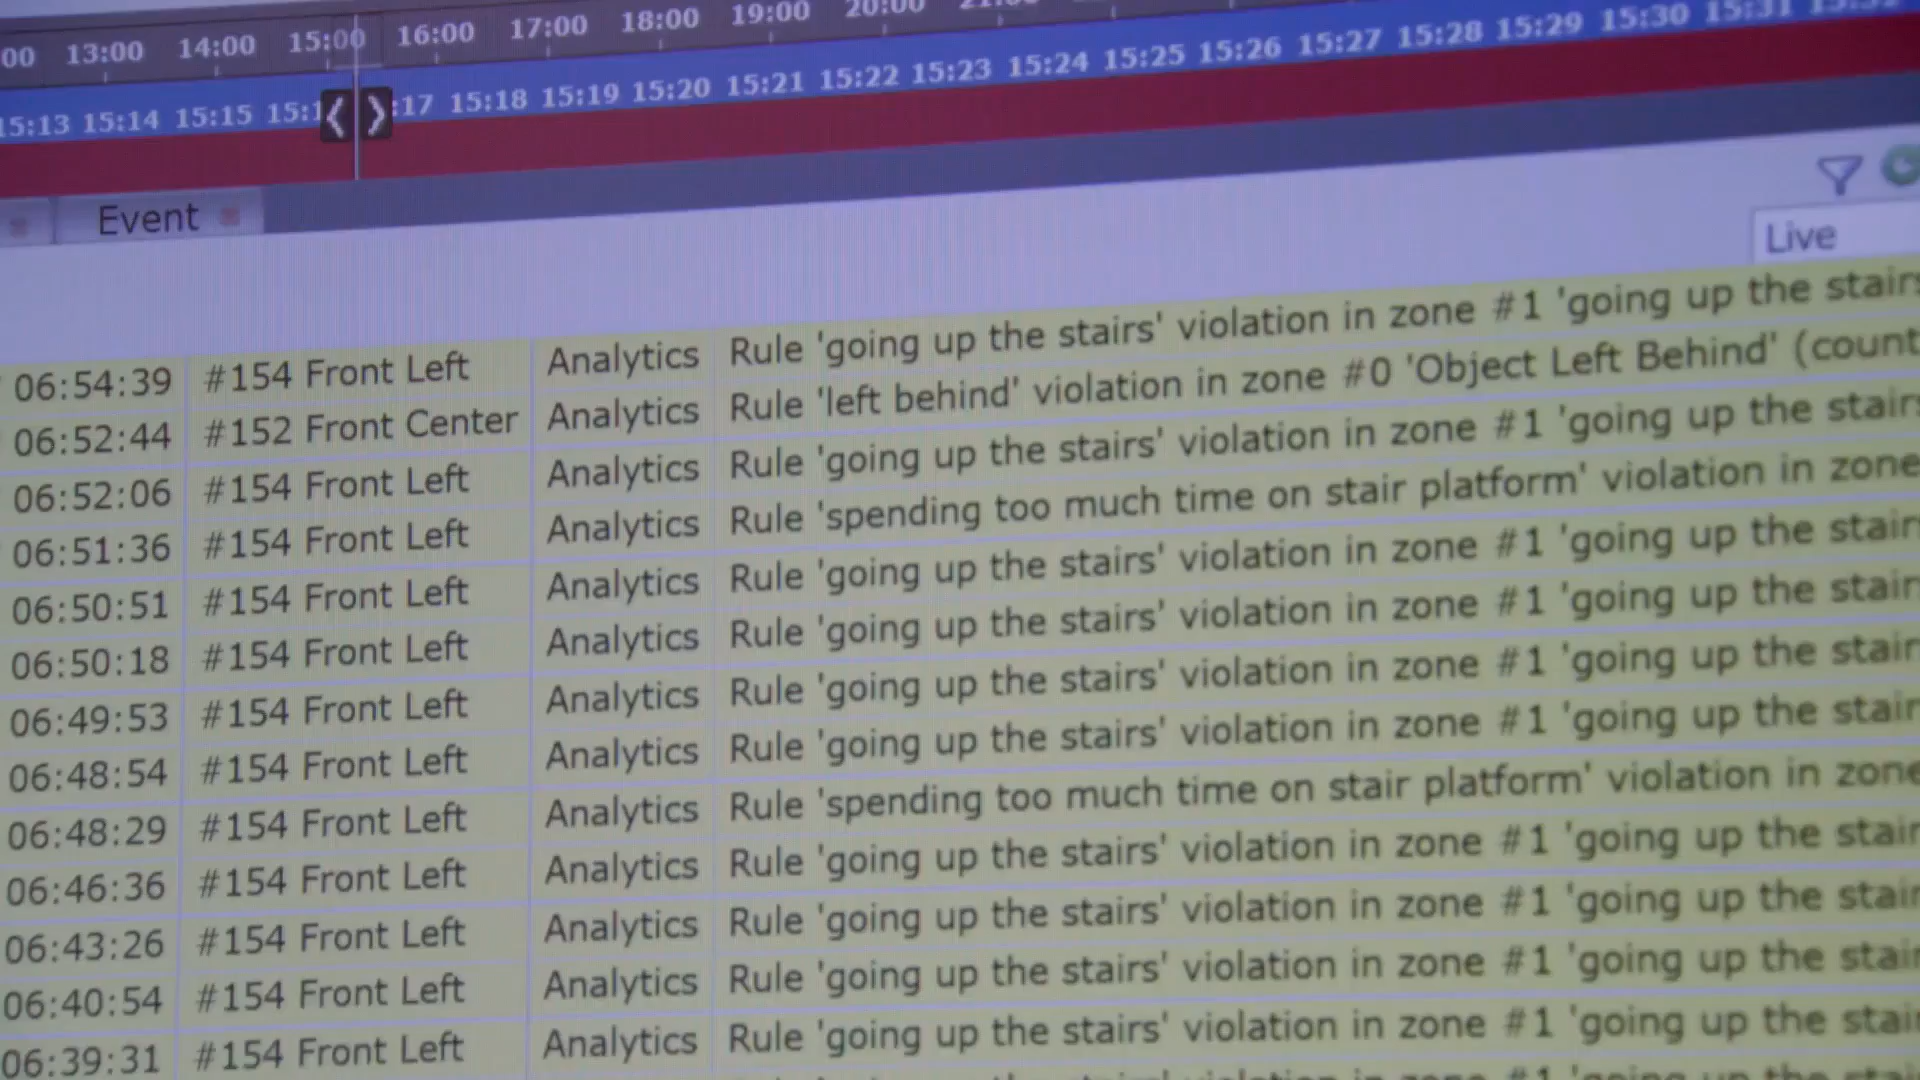 00 13:00 14:00 15:00 16:00 17:00 18:00 19:00 20:00
15:13 15:14 15:15 15:1 :17 15:18 15:19 15:20 15:21 15:22 15:23 15:24 15:25 15:26 15:27 15:28 15:29 15:30 15:31
Event
Live
06:54:39 #154 Front Left Analytics Rule 'going up the stairs' violation in zone #1 'going up the stairs
06:52:44 #152 Front Center Analytics Rule 'left behind' violation in zone #0 'Object Left Behind' (count
06:52:06 #154 Front Left Analytics Rule 'going up the stairs' violation in zone #1 'going up the stairs
06:51:36 #154 Front Left Analytics Rule 'spending too much time on stair platform' violation in zone
06:50:51 #154 Front Left Analytics Rule 'going up the stairs' violation in zone #1 'going up the stair
06:50:18 #154 Front Left Analytics Rule 'going up the stairs' violation in zone #1 'going up the stair
06:49:53 #154 Front Left Analytics Rule 'going up the stairs' violation in zone #1 'going up the stair
06:48:54 #154 Front Left Analytics Rule 'going up the stairs' violation in zone #1 'going up the stair
06:48:29 #154 Front Left Analytics Rule 'spending too much time on stair platform' violation in zone
06:46:36 #154 Front Left Analytics Rule 'going up the stairs' violation in zone #1 'going up the stair
06:43:26 #154 Front Left Analytics Rule 'going up the stairs' violation in zone #1 'going up the stair
06:40:54 #154 Front Left Analytics Rule 'going up the stairs' violation in zone #1 'going up the stair
06:39:31 #154 Front Left Analytics Rule 'going up the stairs' violation in zone #1 'going up the stair